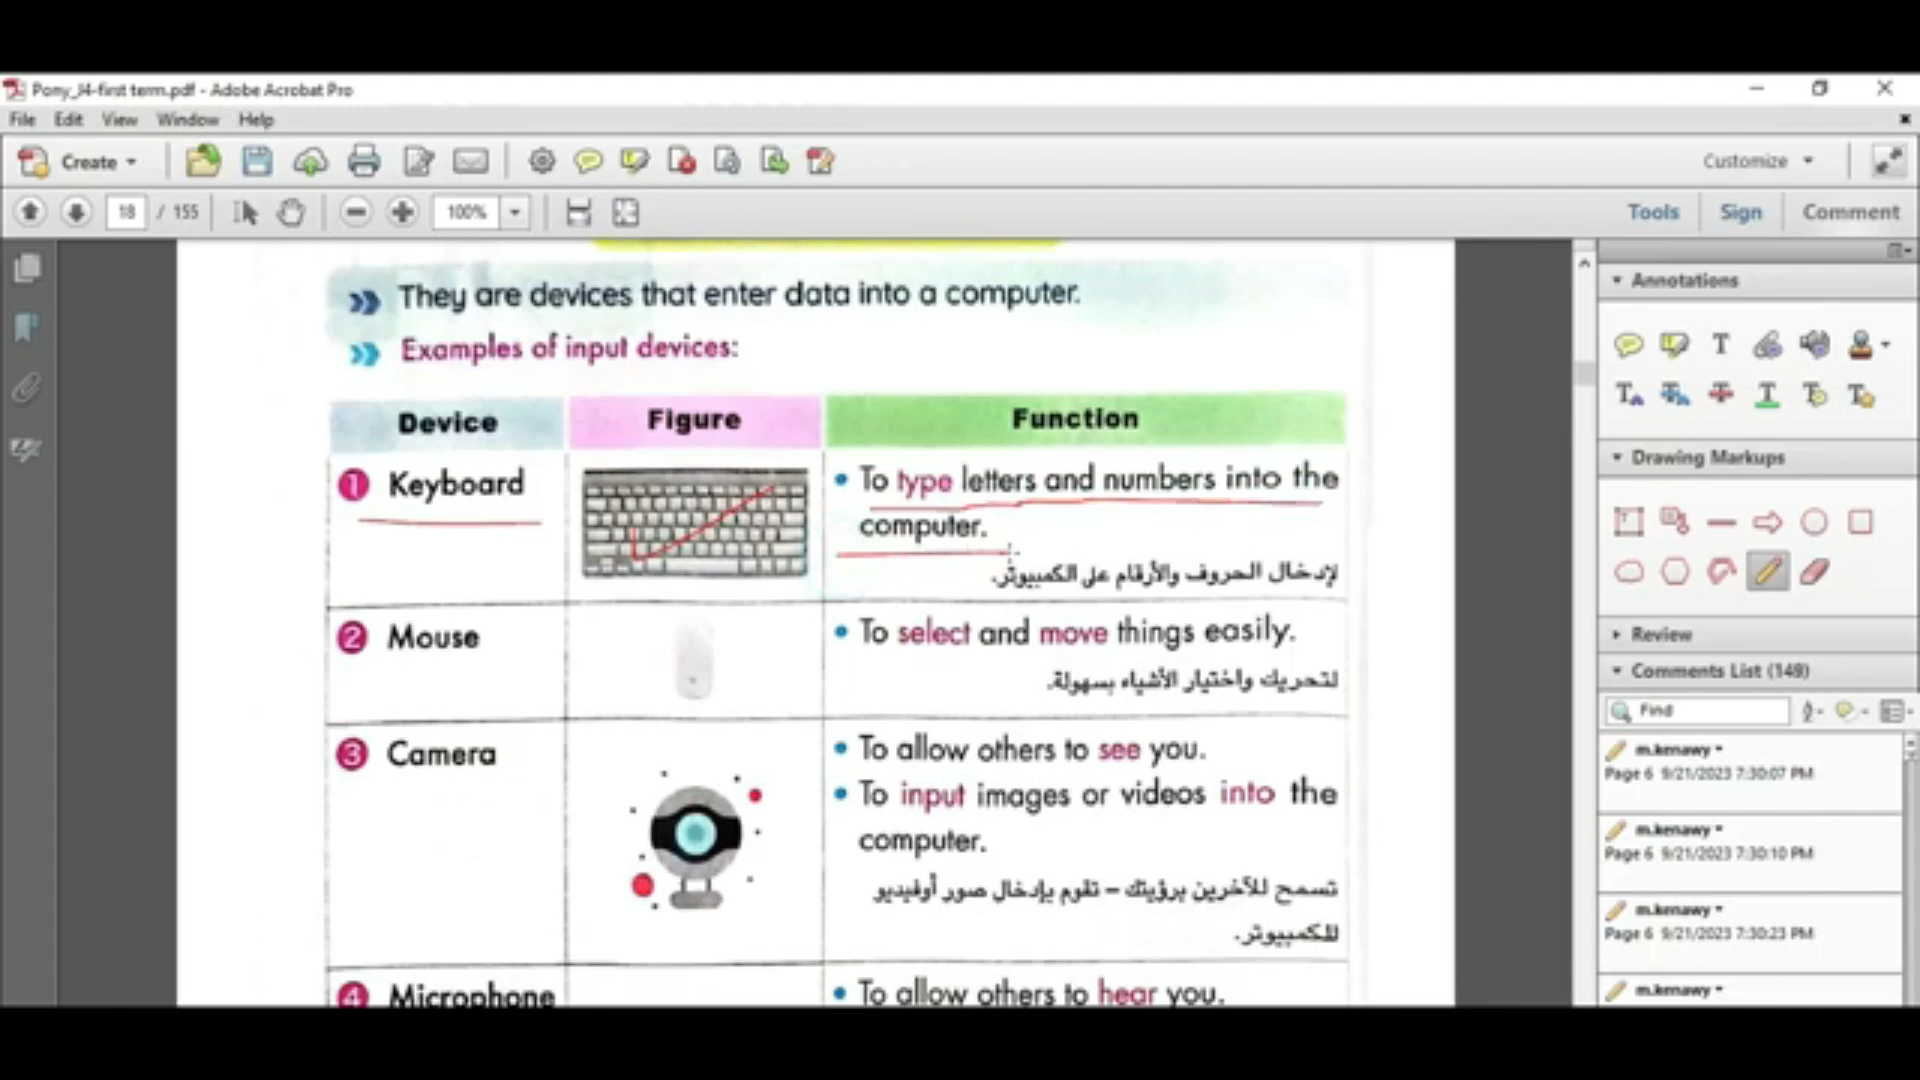 Pony_J4-first term.pdf - Adobe Acrobat Pro
File Edit View Window Help
Create
Customize
18 / 155
100%
Tools Sign Comment
They are devices that enter data into a computer.
Examples of input devices:
Device Figure Function
1 Keyboard
To type letters and numbers into the
computer.
لإدخال الحروف والأرقام على الكمبيوتر.
2 Mouse
To select and move things easily.
لتحريك واختيار الأشياء بسهولة.
3 Camera
To allow others to see you.
To input images or videos into the
computer.
تسمح للآخرين برؤيتك – تقوم بإدخال صور أوفيديو
للكمبيوتر.
4 Microphone
To allow others to hear you.
Annotations
Drawing Markups
Review
Comments List (149)
Find
m.kenawy
Page 6 9/21/2023 7:30:07 PM
m.kenawy
Page 6 9/21/2023 7:30:10 PM
m.kenawy
Page 6 9/21/2023 7:30:23 PM
m.kenawy